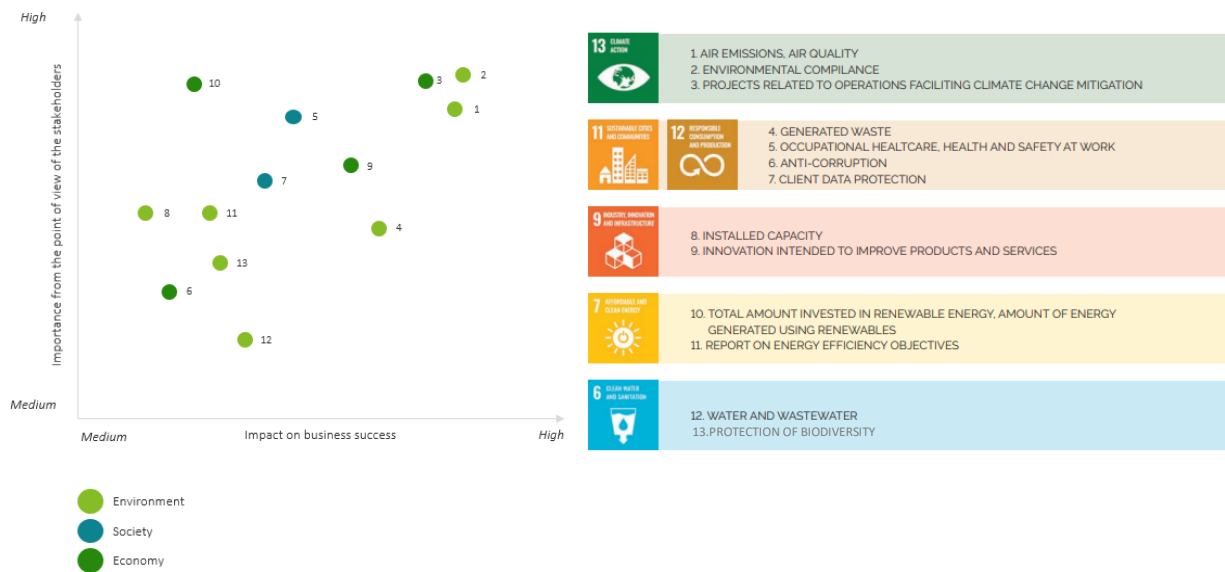 High
Importance from the point of view of the stakeholders
Medium
10
3
2
1
5
9
7
8
11
4
13
6
12
Medium
Impact on business success
High
Environment
Society
Economy
13 CLIMATE
ACTION
1. AIR EMISSIONS, AIR QUALITY
2. ENVIRONMENTAL COMPILANCE
3. PROJECTS RELATED TO OPERATIONS FACILITING CLIMATE CHANGE MITIGATION
11 SUSTAINABLE CITIES
AND COMMUNITIES
12 RESPONSIBLE
CONSUMPTION
AND PRODUCTION
4. GENERATED WASTE
5. OCCUPATIONAL HEALTCARE, HEALTH AND SAFETY AT WORK
6. ANTI-CORRUPTION
7. CLIENT DATA PROTECTION
9 INDUSTRY, INNOVATION
AND INFRASTRUCTURE
8. INSTALLED CAPACITY
9. INNOVATION INTENDED TO IMPROVE PRODUCTS AND SERVICES
7 AFFORDABLE AND
CLEAN ENERGY
10. TOTAL AMOUNT INVESTED IN RENEWABLE ENERGY, AMOUNT OF ENERGY
GENERATED USING RENEWABLES
11. REPORT ON ENERGY EFFICIENCY OBJECTIVES
6 CLEAN WATER
AND SANITATION
12. WATER AND WASTEWATER
13.PROTECTION OF BIODIVERSITY